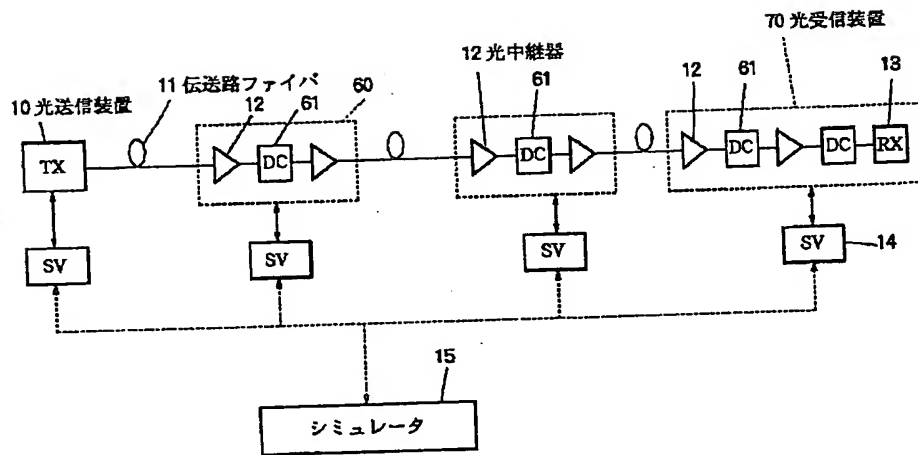 70 光受信装置
12 光中継器
11 伝送路ファイバ
10 光送信装置
12
61
60
61
12
61
13
TX
DC
DC
DC
DC
RX
SV
SV
SV
SV
14
15
シミュレータ